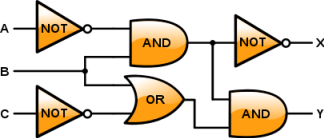 A NOT AND NOT X
B
C NOT OR AND Y